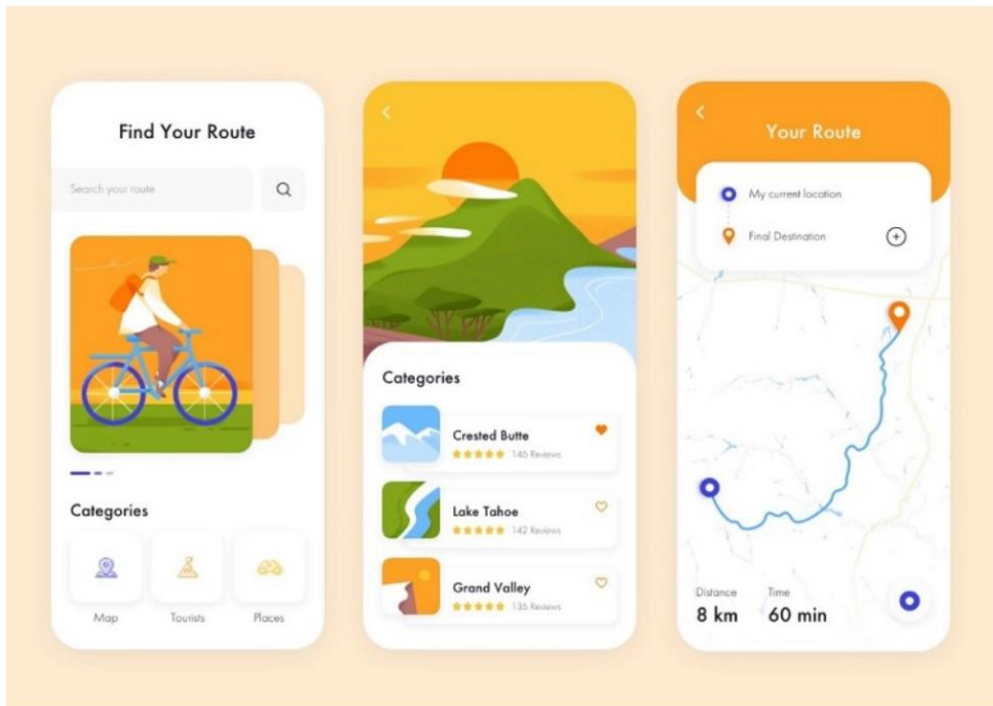 Find Your Route
Search your route
Categories
Map
Tourists
Places
Categories
Crested Butte
146 Reviews
Lake Tahoe
142 Reviews
Grand Valley
136 Reviews
Your Route
My current location
Final Destination
Distance
Time
8 km
60 min